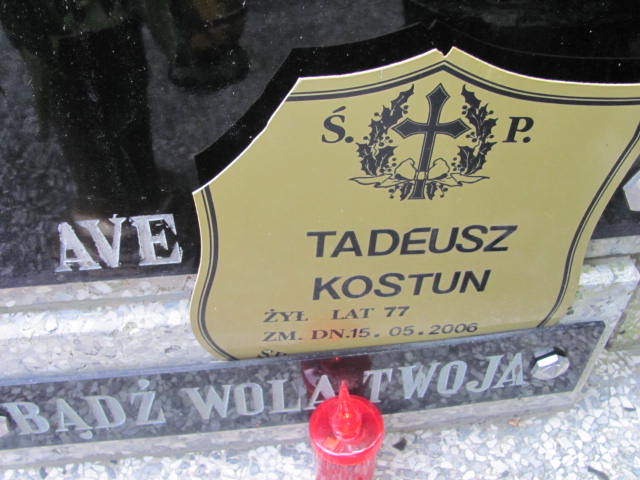 Ś. P.
AVE
TADEUSZ
KOSTUN
ŻYŁ LAT 77
ZM. DN.15. 05. 2006
BĄDŹ WOLA TWOJA